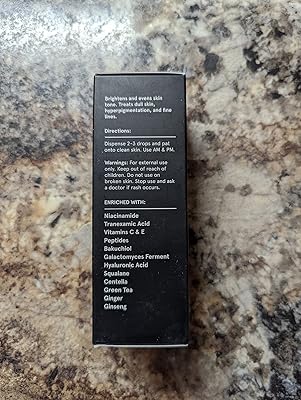 Brightens and evens skin
tone. Treats dull skin,
hyperpigmentation, and fine
lines.
Directions:
Dispense 2-3 drops and pat
onto clean skin. Use AM & PM.
Warnings: For external use
only. Keep out of reach of
children. Do not use on
broken skin. Stop use and ask
a doctor if rash occurs.
ENRICHED WITH:
Niacinamide
Tranexamic Acid
Vitamins C & E
Peptides
Bakuchiol
Galactomyces Ferment
Hyaluronic Acid
Squalane
Centella
Green Tea
Ginger
Ginseng